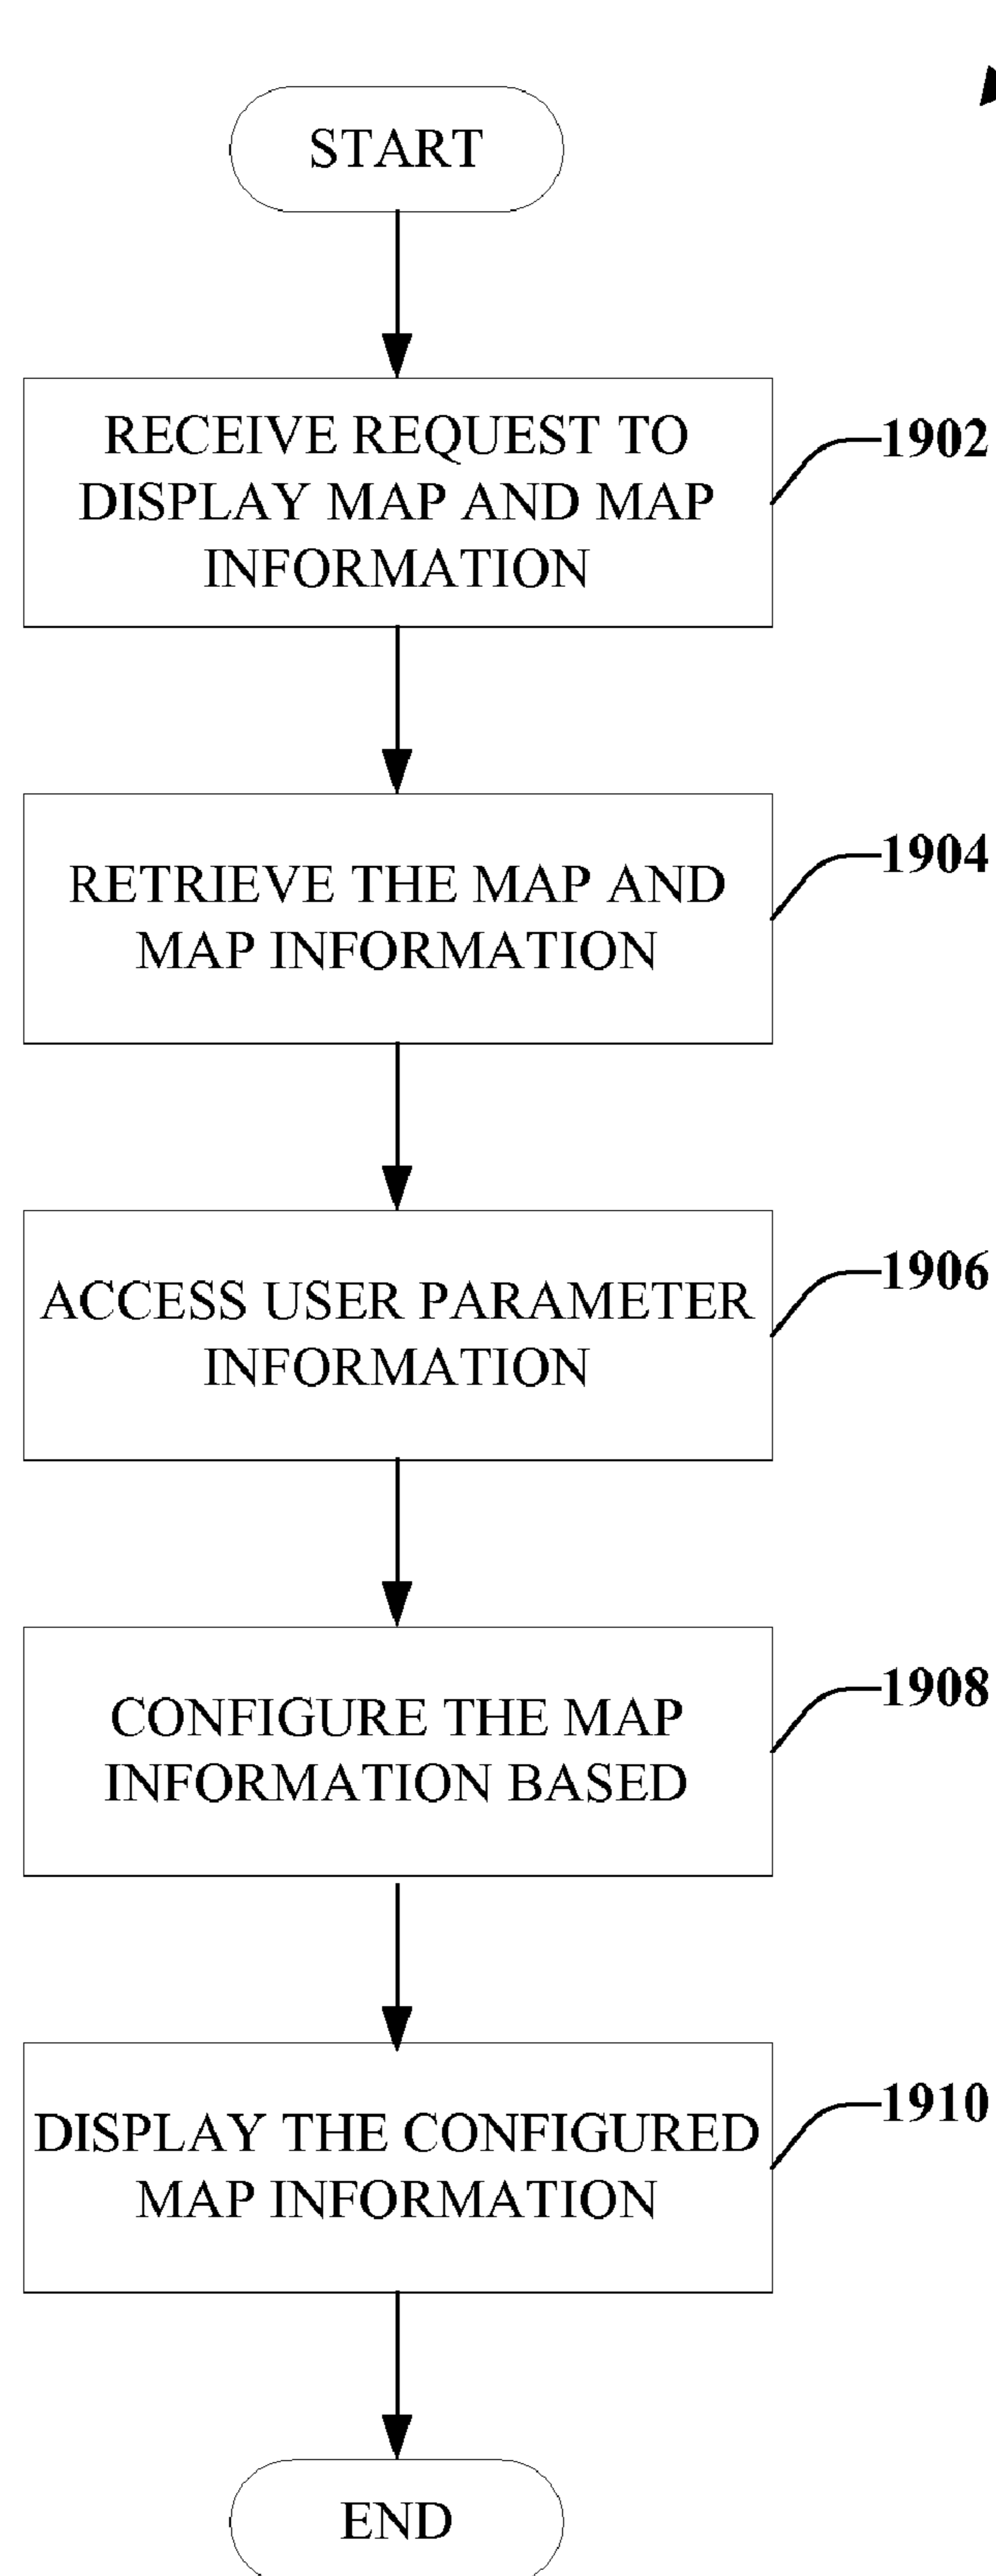 START
RECEIVE REQUEST TO
DISPLAY MAP AND MAP
INFORMATION
1902
RETRIEVE THE MAP AND
MAP INFORMATION
1904
ACCESS USER PARAMETER
INFORMATION
1906
CONFIGURE THE MAP
INFORMATION BASED
1908
DISPLAY THE CONFIGURED
MAP INFORMATION
1910
END